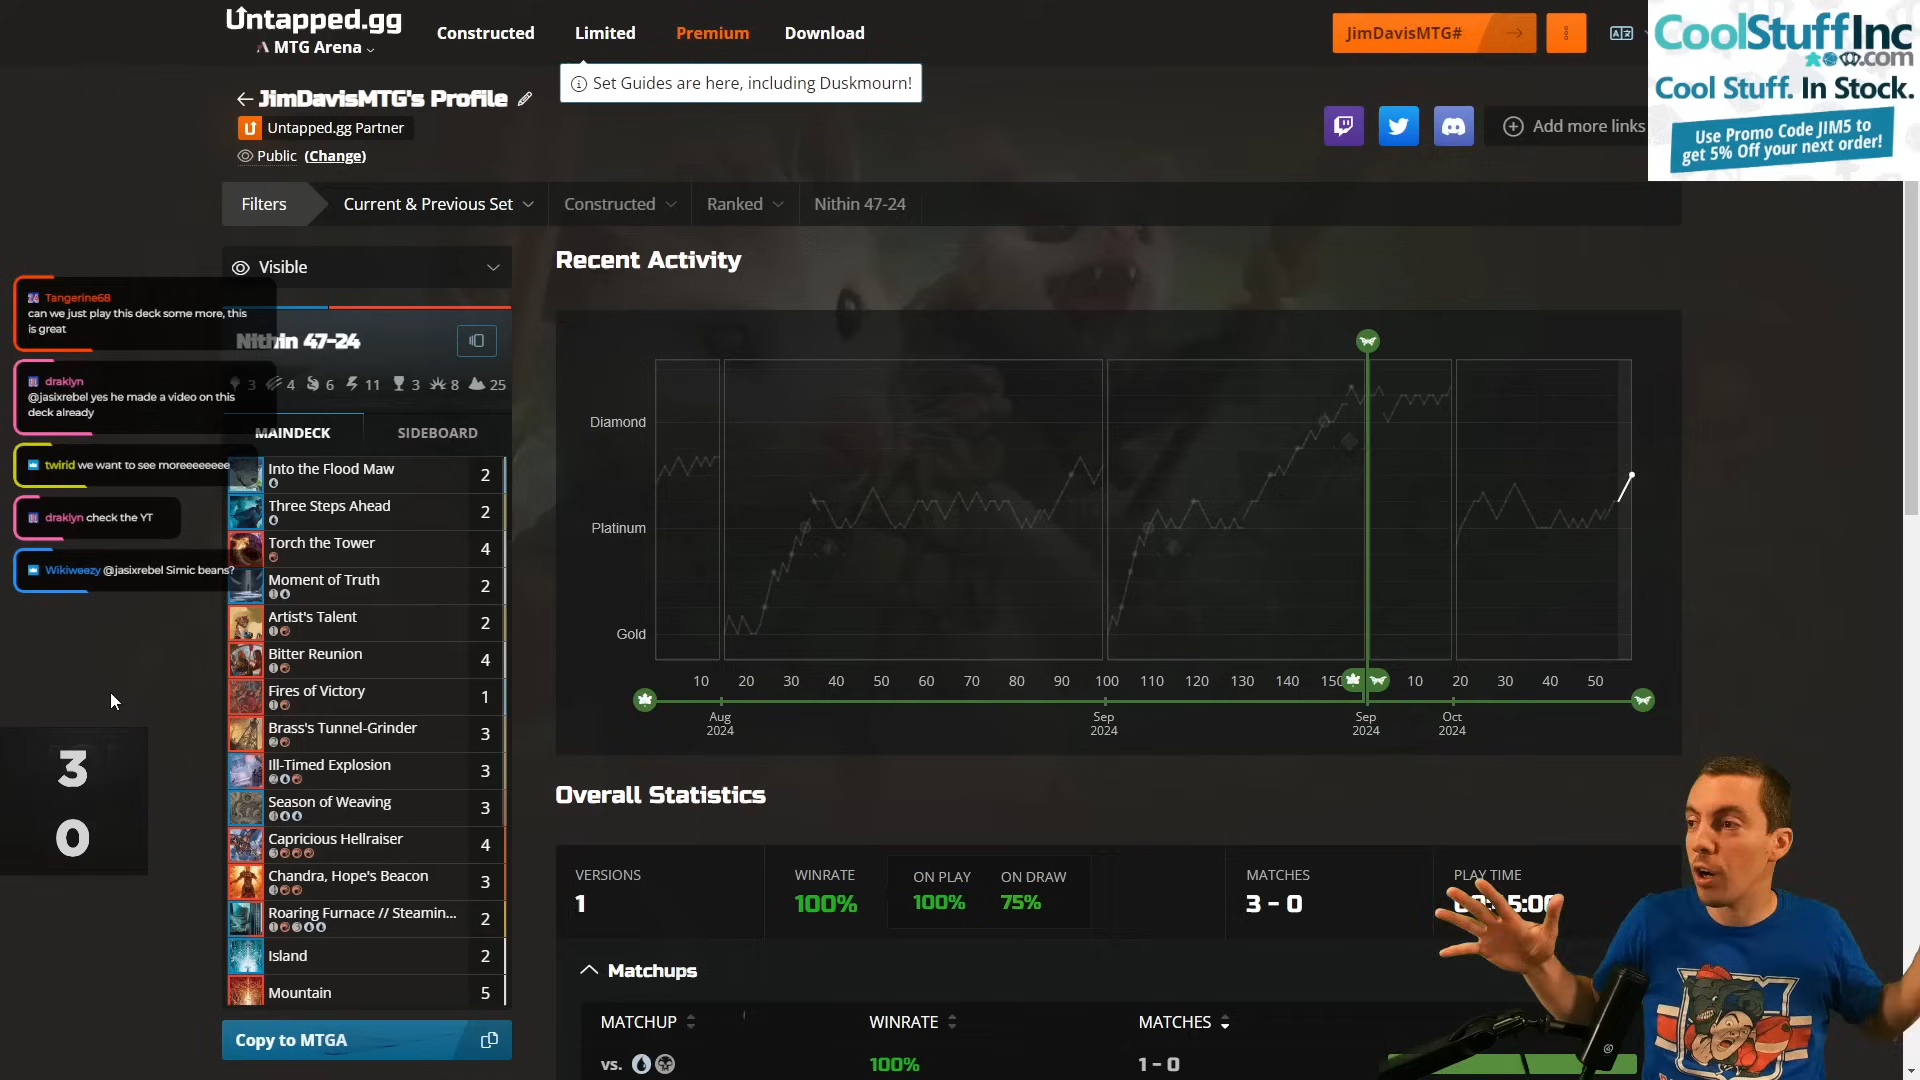 Untapped.gg
MTG Arena
Constructed
Limited
Premium
Download
JimDavisMTG#
CoolStuffInc
.com
Cool Stuff. In Stock.
Use Promo Code JIM5 to
get 5% Off your next order!
Set Guides are here, including Duskmourn!
JimDavisMTG's Profile
Untapped.gg Partner
Public (Change)
Add more links
Filters
Current & Previous Set
Constructed
Ranked
Nithin 47-24
Visible
Recent Activity
Tangerine68
can we just play this deck some more, this
is great
draklyn
@jasixrebel yes he made a video on this
deck already
twirid we want to see moreeeeeeee
draklyn check the YT
Wikiweezy @jasixrebel Simic beans?
3
0
Nithin 47-24
3 4 6 11 3 8 25
MAINDECK
SIDEBOARD
Into the Flood Maw 2
Three Steps Ahead 2
Torch the Tower 4
Moment of Truth 2
Artist's Talent 2
Bitter Reunion 4
Fires of Victory 1
Brass's Tunnel-Grinder 3
Ill-Timed Explosion 3
Season of Weaving 3
Capricious Hellraiser 4
Chandra, Hope's Beacon 3
Roaring Furnace // Steamin... 2
Island 2
Mountain 5
Copy to MTGA
Diamond
Platinum
Gold
10 20 30 40 50 60 70 80 90 100 110 120 130 140 150 10 20 30 40 50
Aug
2024
Sep
2024
Sep
2024
Oct
2024
Overall Statistics
VERSIONS
1
WINRATE
100%
ON PLAY
100%
ON DRAW
75%
MATCHES
3 - 0
PLAY TIME
Matchups
MATCHUP
WINRATE
MATCHES
vs.
100%
1 - 0